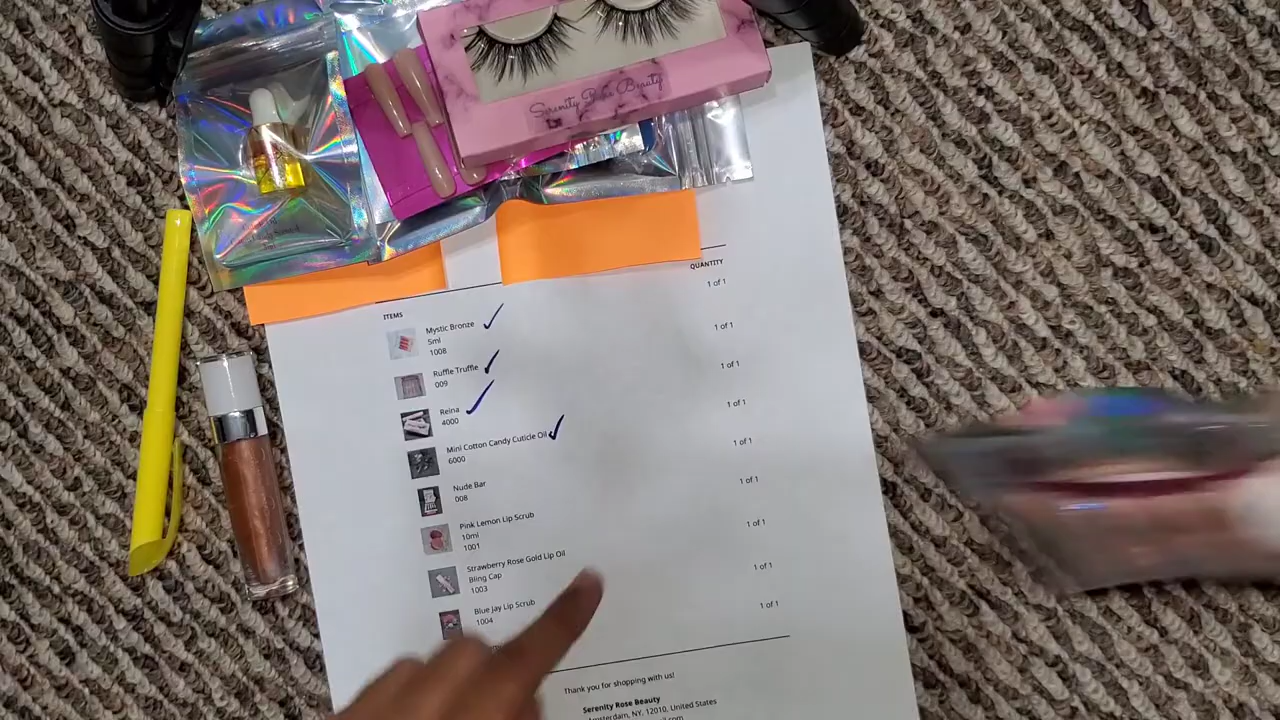 Serenity Rose Beauty
QUANTITY
ITEMS
1 of 1
Mystic Bronze
5ml
1008
1 of 1
Ruffle Truffle
009
1 of 1
Reina
4000
1 of 1
Mini Cotton Candy Cuticle Oil
6000
1 of 1
Nude Bar
008
1 of 1
Pink Lemon Lip Scrub
10ml
1001
1 of 1
Strawberry Rose Gold Lip Oil
Bling Cap
1003
1 of 1
Blue Jay Lip Scrub
1004
1 of 1
Thank you for shopping with us!
Serenity Rose Beauty
Amsterdam, NY, 12010, United States